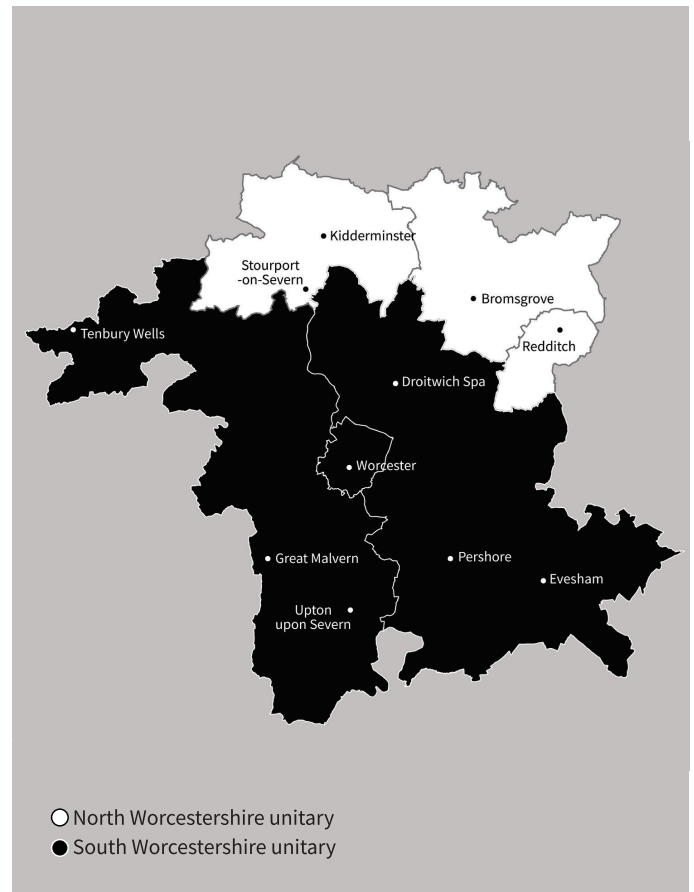 Kidderminster
Stourport
-on-Severn
Bromsgrove
Tenbury Wells
Redditch
Droitwich Spa
Worcester
Great Malvern
Pershore
Evesham
Upton
upon Severn
North Worcestershire unitary
South Worcestershire unitary